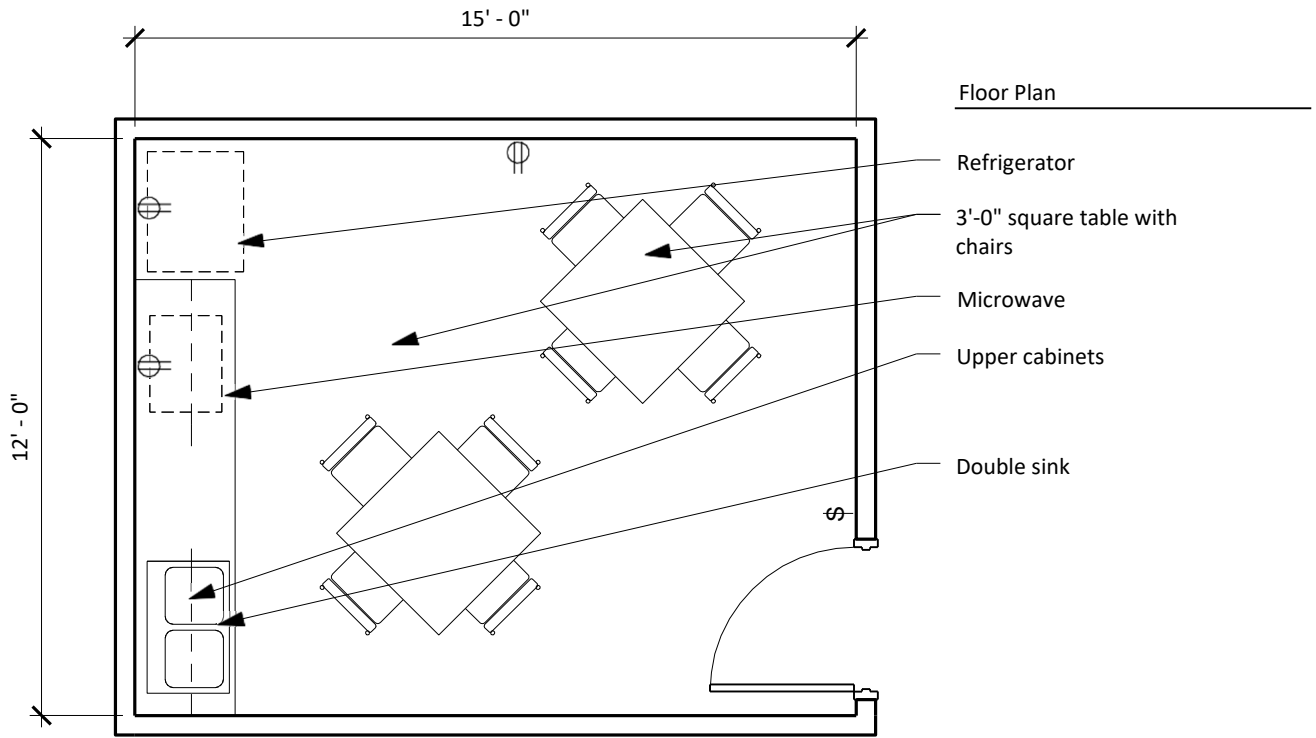 15' - 0"
Floor Plan
Refrigerator
3'-0" square table with
chairs
Microwave
Upper cabinets
12' - 0"
Double sink
S